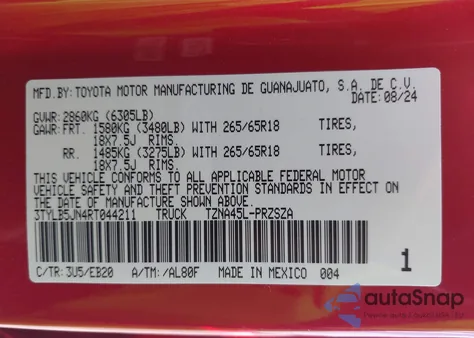 MFD.BY:TOYOTA MOTOR MANUFACTURING DE GUANAJUATO, S.A. DE C.V.
DATE: 08/24
GVWR: 2860KG (6305LB)
GAWR: FRT. 1580KG (3480LB) WITH 265/65R18 TIRES,
18X7.5J RIMS.
RR. 1485KG (3275LB) WITH 265/65R18 TIRES,
18X7.5J RIMS.
THIS VEHICLE CONFORMS TO ALL APPLICABLE FEDERAL MOTOR
VEHICLE SAFETY AND THEFT PREVENTION STANDARDS IN EFFECT ON
THE DATE OF MANUFACTURE SHOWN ABOVE.
3TYLB5JN4RT044211 TRUCK TZNA45L-PRZSZA
C/TR: 3U5/EB20 A/TM: /AL80F MADE IN MEXICO 004 1
autoSnap